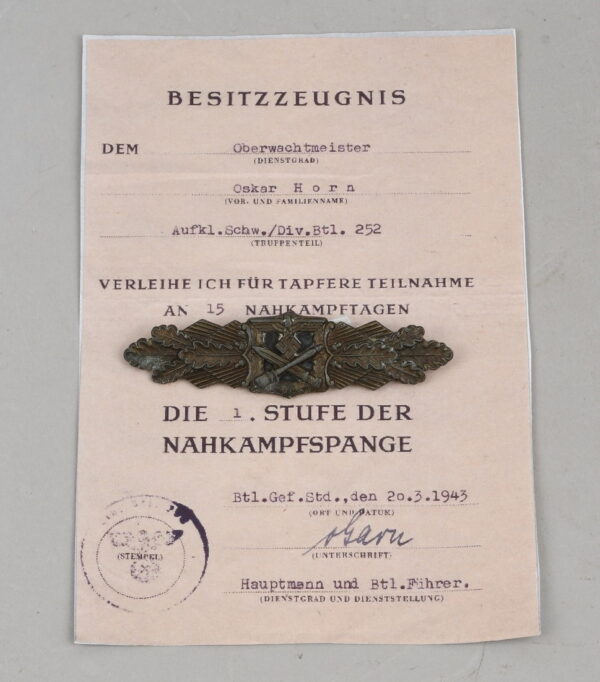 BESITZZEUGNIS
DEM Oberwachtmeister
(DIENSTGRAD)
Oskar Horn
(VOR- UND FAMILIENNAME)
Aufkl.Schw./Div.Btl. 252
(TRUPPENTEIL)
VERLEIHE ICH FÜR TAPFERE TEILNAHME
AN 15 NAHKAMPFTAGEN
DIE 1. STUFE DER
NAHKAMPFSPANGE
Btl.Gef.Std.,den 20.3.1943
(ORT UND DATUM)
(STEMPEL)
(UNTERSCHRIFT)
Hauptmann und Btl.Führer.
(DIENSTGRAD UND DIENSTSTELLUNG)